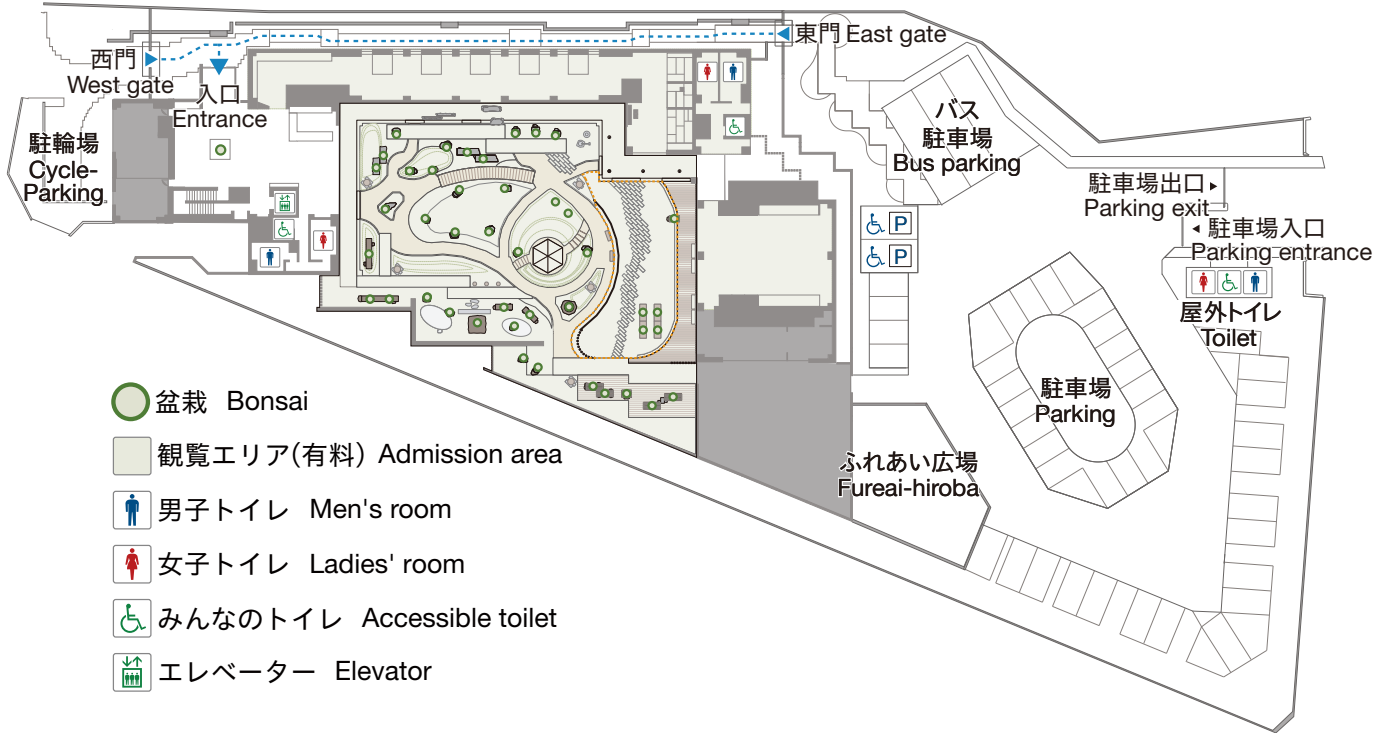 東門 East gate
西門
West gate
入口
Entrance
駐輪場
Cycle-
Parking
バス
駐車場
Bus parking
駐車場出口
Parking exit
駐車場入口
Parking entrance
P
P
屋外トイレ
Toilet
駐車場
Parking
ふれあい広場
Fureai-hiroba
盆栽 Bonsai
観覧エリア(有料) Admission area
男子トイレ Men's room
女子トイレ Ladies' room
みんなのトイレ Accessible toilet
エレベーター Elevator